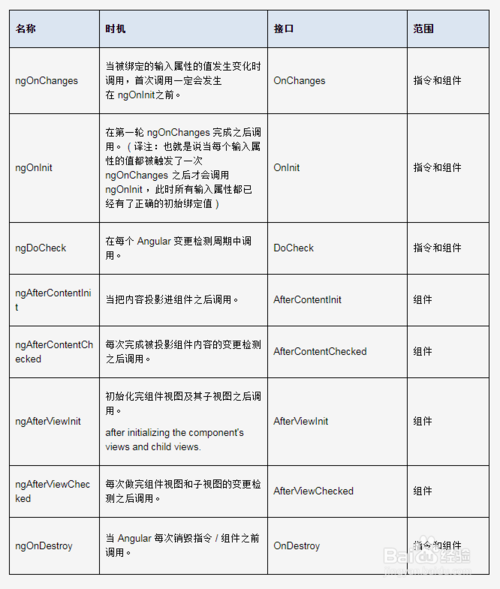 名称 时机 接口 范围
ngOnChanges
当被绑定的输入属性的值发生变化时
调用，首次调用一定会发生
在 ngOnInit之前。
OnChanges
指令和组件
ngOnInit
在第一轮 ngOnChanges 完成之后调
用。（译注：也就是说当每个输入属
性的值都被触发了一次
ngOnChanges 之后才会调用
ngOnInit ，此时所有输入属性都已
经有了正确的初始绑定值）
OnInit
指令和组件
ngDoCheck
在每个 Angular 变更检测周期中调
用。
DoCheck
指令和组件
ngAfterContentIni
t
当把内容投影进组件之后调用。
AfterContentInit
组件
ngAfterContentCh
ecked
每次完成被投影组件内容的变更检测
之后调用。
AfterContentChecked
组件
ngAfterViewInit
初始化完组件视图及其子视图之后调
用。
after initializing the component's
views and child views.
AfterViewInit
组件
ngAfterViewChec
ked
每次做完组件视图和子视图的变更检
测之后调用。
AfterViewChecked
组件
ngOnDestroy
当 Angular 每次销毁指令 / 组件之前
调用。
OnDestroy
指令和组件
Baidu经验
jingyan.baidu.com